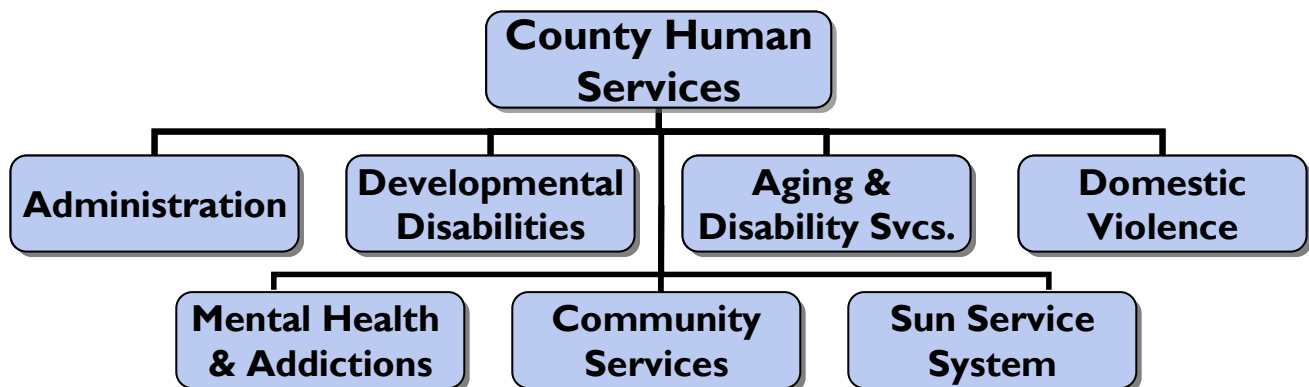 County Human
Services
Administration
Developmental
Disabilities
Aging &
Disability Svcs.
Domestic
Violence
Mental Health
& Addictions
Community
Services
Sun Service
System